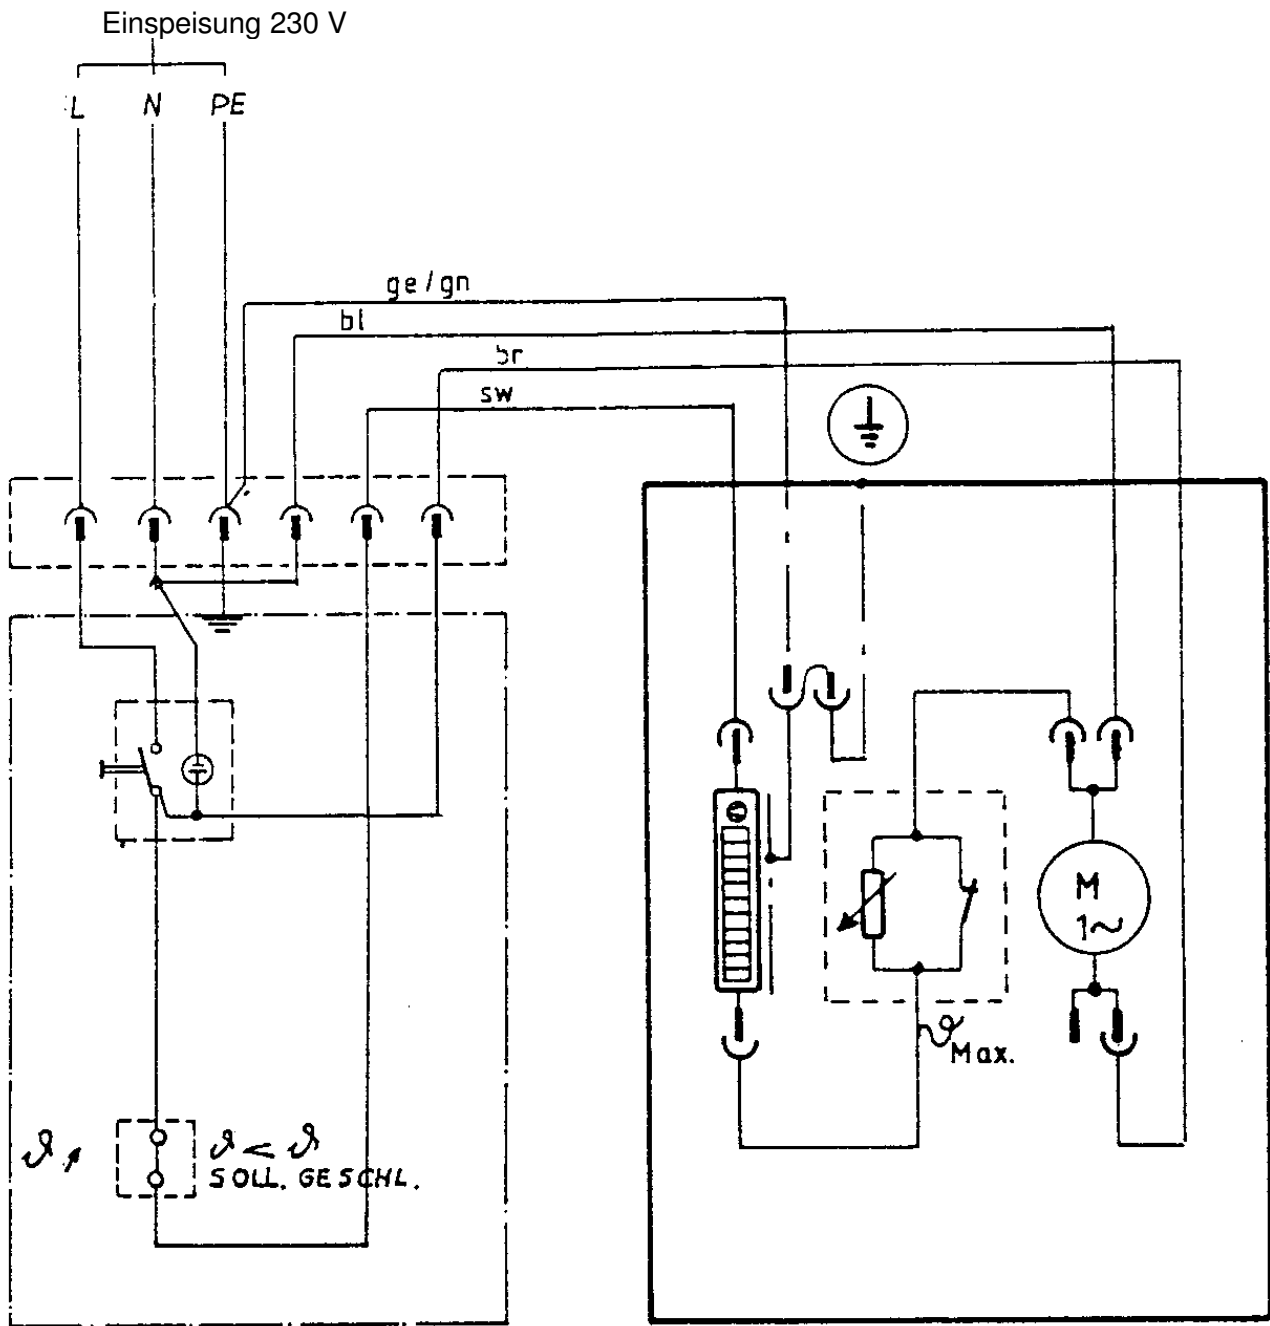 Einspeisung 230 V
L N PE
ge/gn
bl
br
sw
M
1~
ϑ
Max.
ϑ ϑ < ϑ
SOLL. GESCHL.